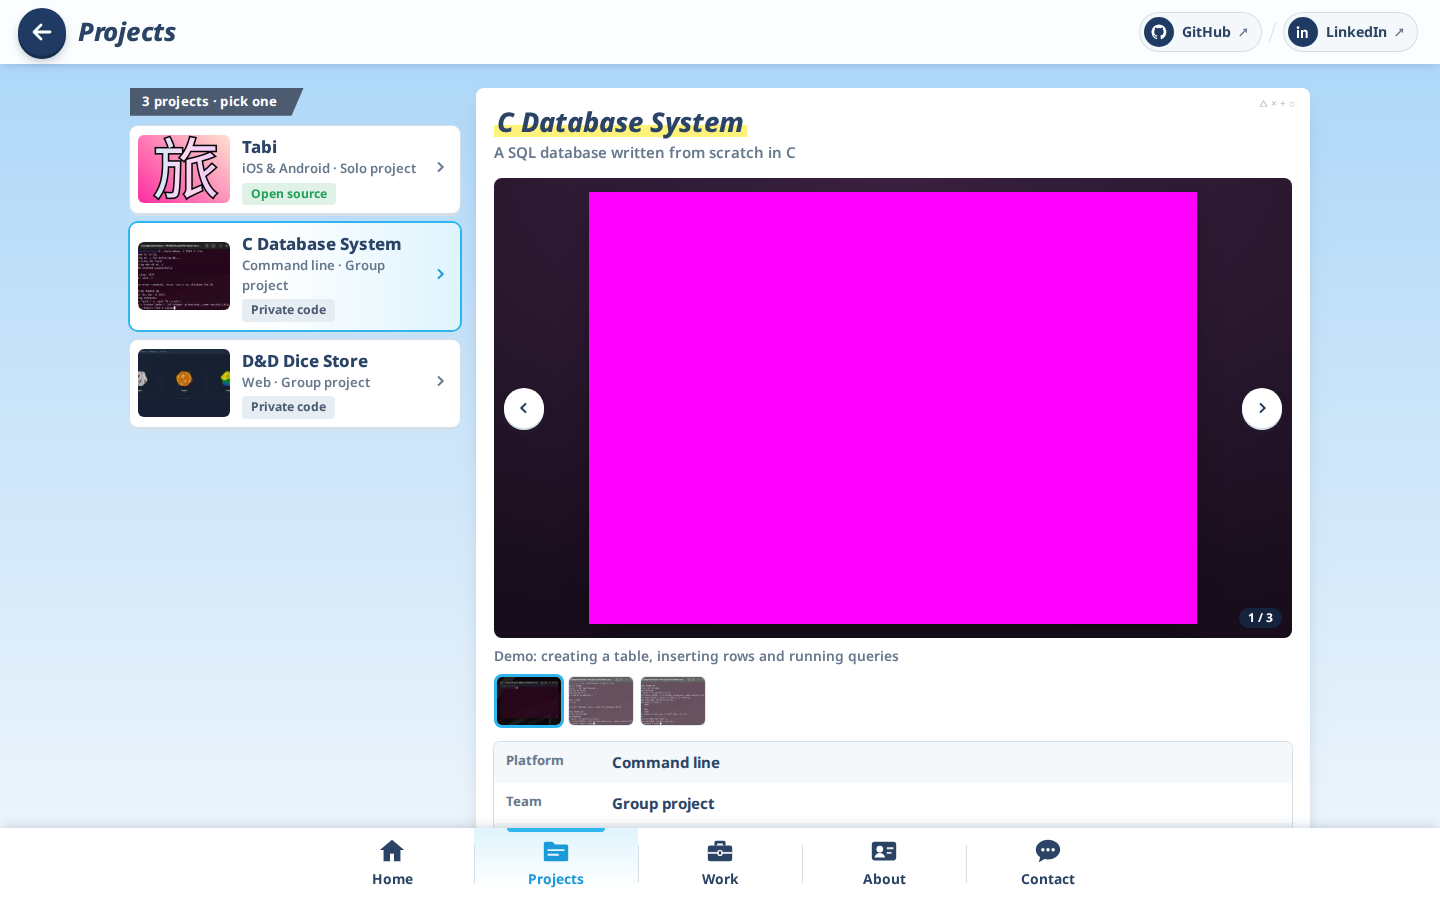 Projects
GitHub ↗
LinkedIn ↗
3 projects · pick one
旅
Tabi
iOS & Android · Solo project
Open source
C Database System
Command line · Group
project
Private code
D&D Dice Store
Web · Group project
Private code
C Database System
A SQL database written from scratch in C
1 / 3
Demo: creating a table, inserting rows and running queries
Platform Command line
Team Group project
Home
Projects
Work
About
Contact